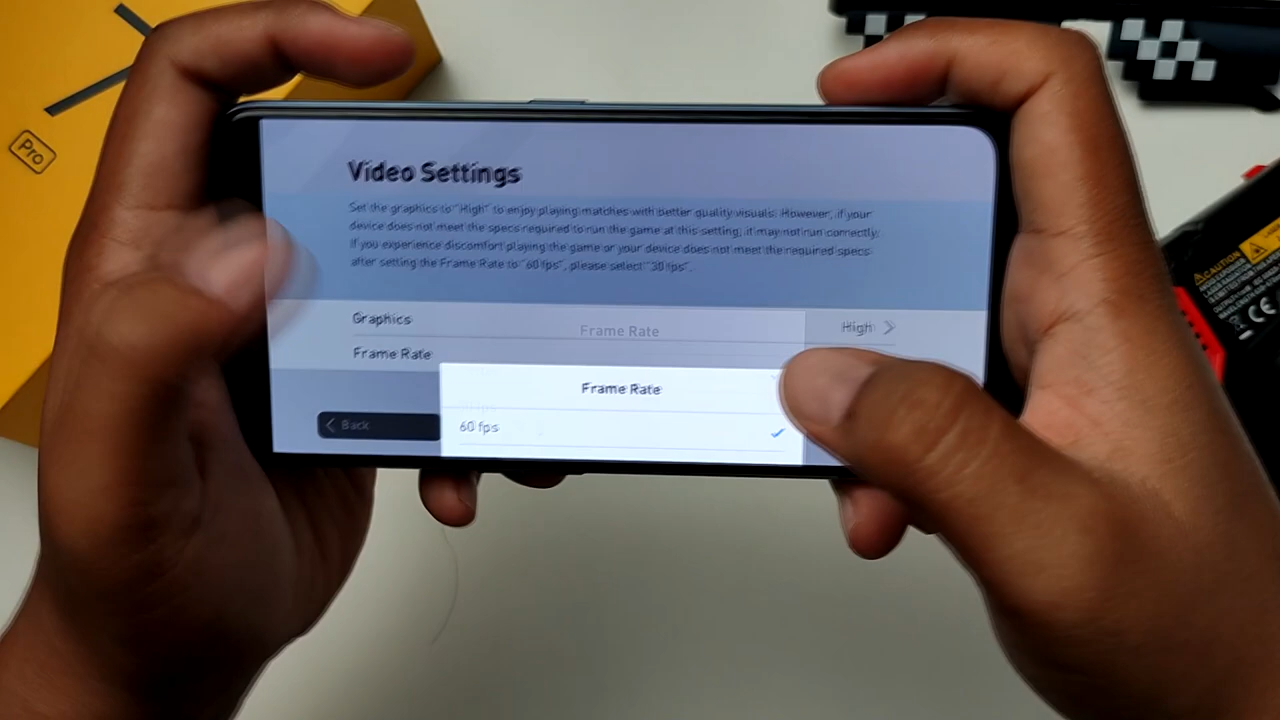 Pro
Video Settings
Set the graphics to "High" to enjoy playing matches with better quality visuals. However, if your
device does not meet the specs required to run the game at this setting, it may not run correctly.
If you experience discomfort playing the game or your device does not meet the required specs
after setting the Frame Rate to "60 fps", please select "30 fps".
Graphics
High
Frame Rate
Frame Rate
Frame Rate
60 fps
Back
CAUTION
CE